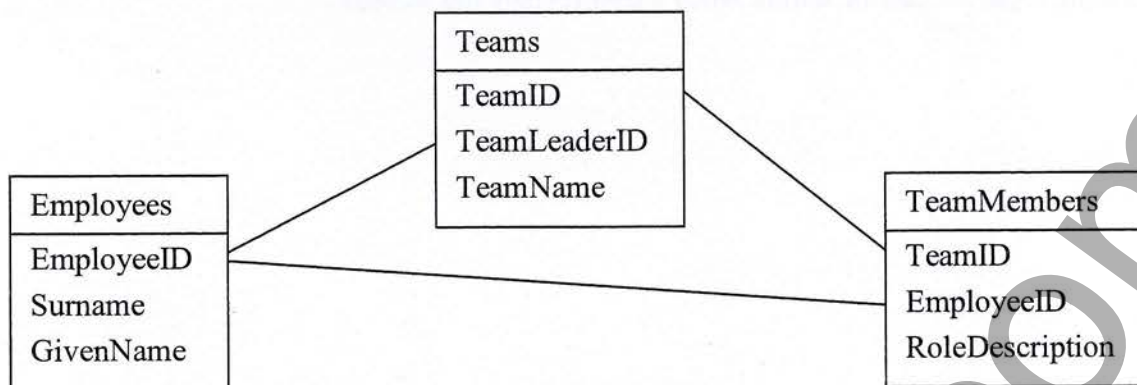 Teams
TeamID
TeamLeaderID
TeamName
Employees
EmployeeID
Surname
GivenName
TeamMembers
TeamID
EmployeeID
RoleDescription